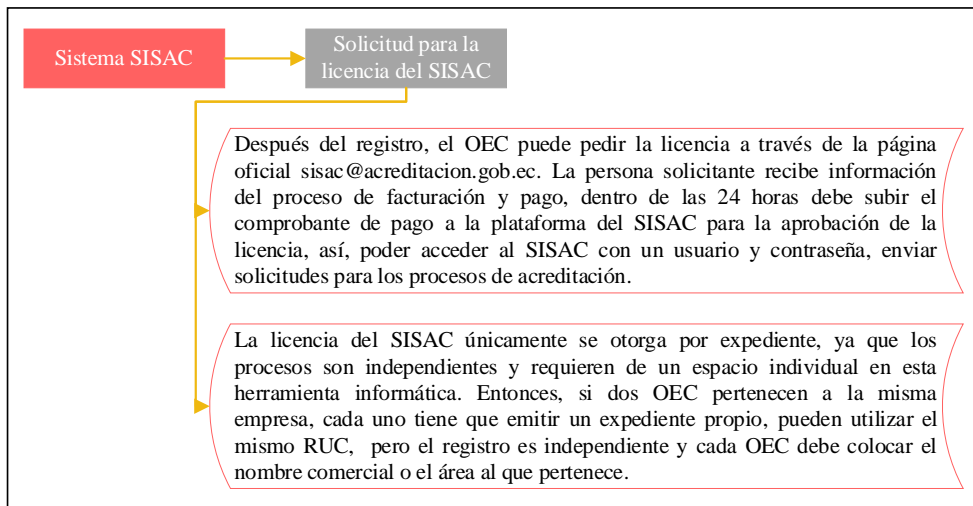 Sistema SISAC
Solicitud para la
licencia del SISAC
Después del registro, el OEC puede pedir la licencia a través de la página
oficial sisac@acreditacion.gob.ec. La persona solicitante recibe información
del proceso de facturación y pago, dentro de las 24 horas debe subir el
comprobante de pago a la plataforma del SISAC para la aprobación de la
licencia, así, poder acceder al SISAC con un usuario y contraseña, enviar
solicitudes para los procesos de acreditación.
La licencia del SISAC únicamente se otorga por expediente, ya que los
procesos son independientes y requieren de un espacio individual en esta
herramienta informática. Entonces, si dos OEC pertenecen a la misma
empresa, cada uno tiene que emitir un expediente propio, pueden utilizar el
mismo RUC, pero el registro es independiente y cada OEC debe colocar el
nombre comercial o el área al que pertenece.